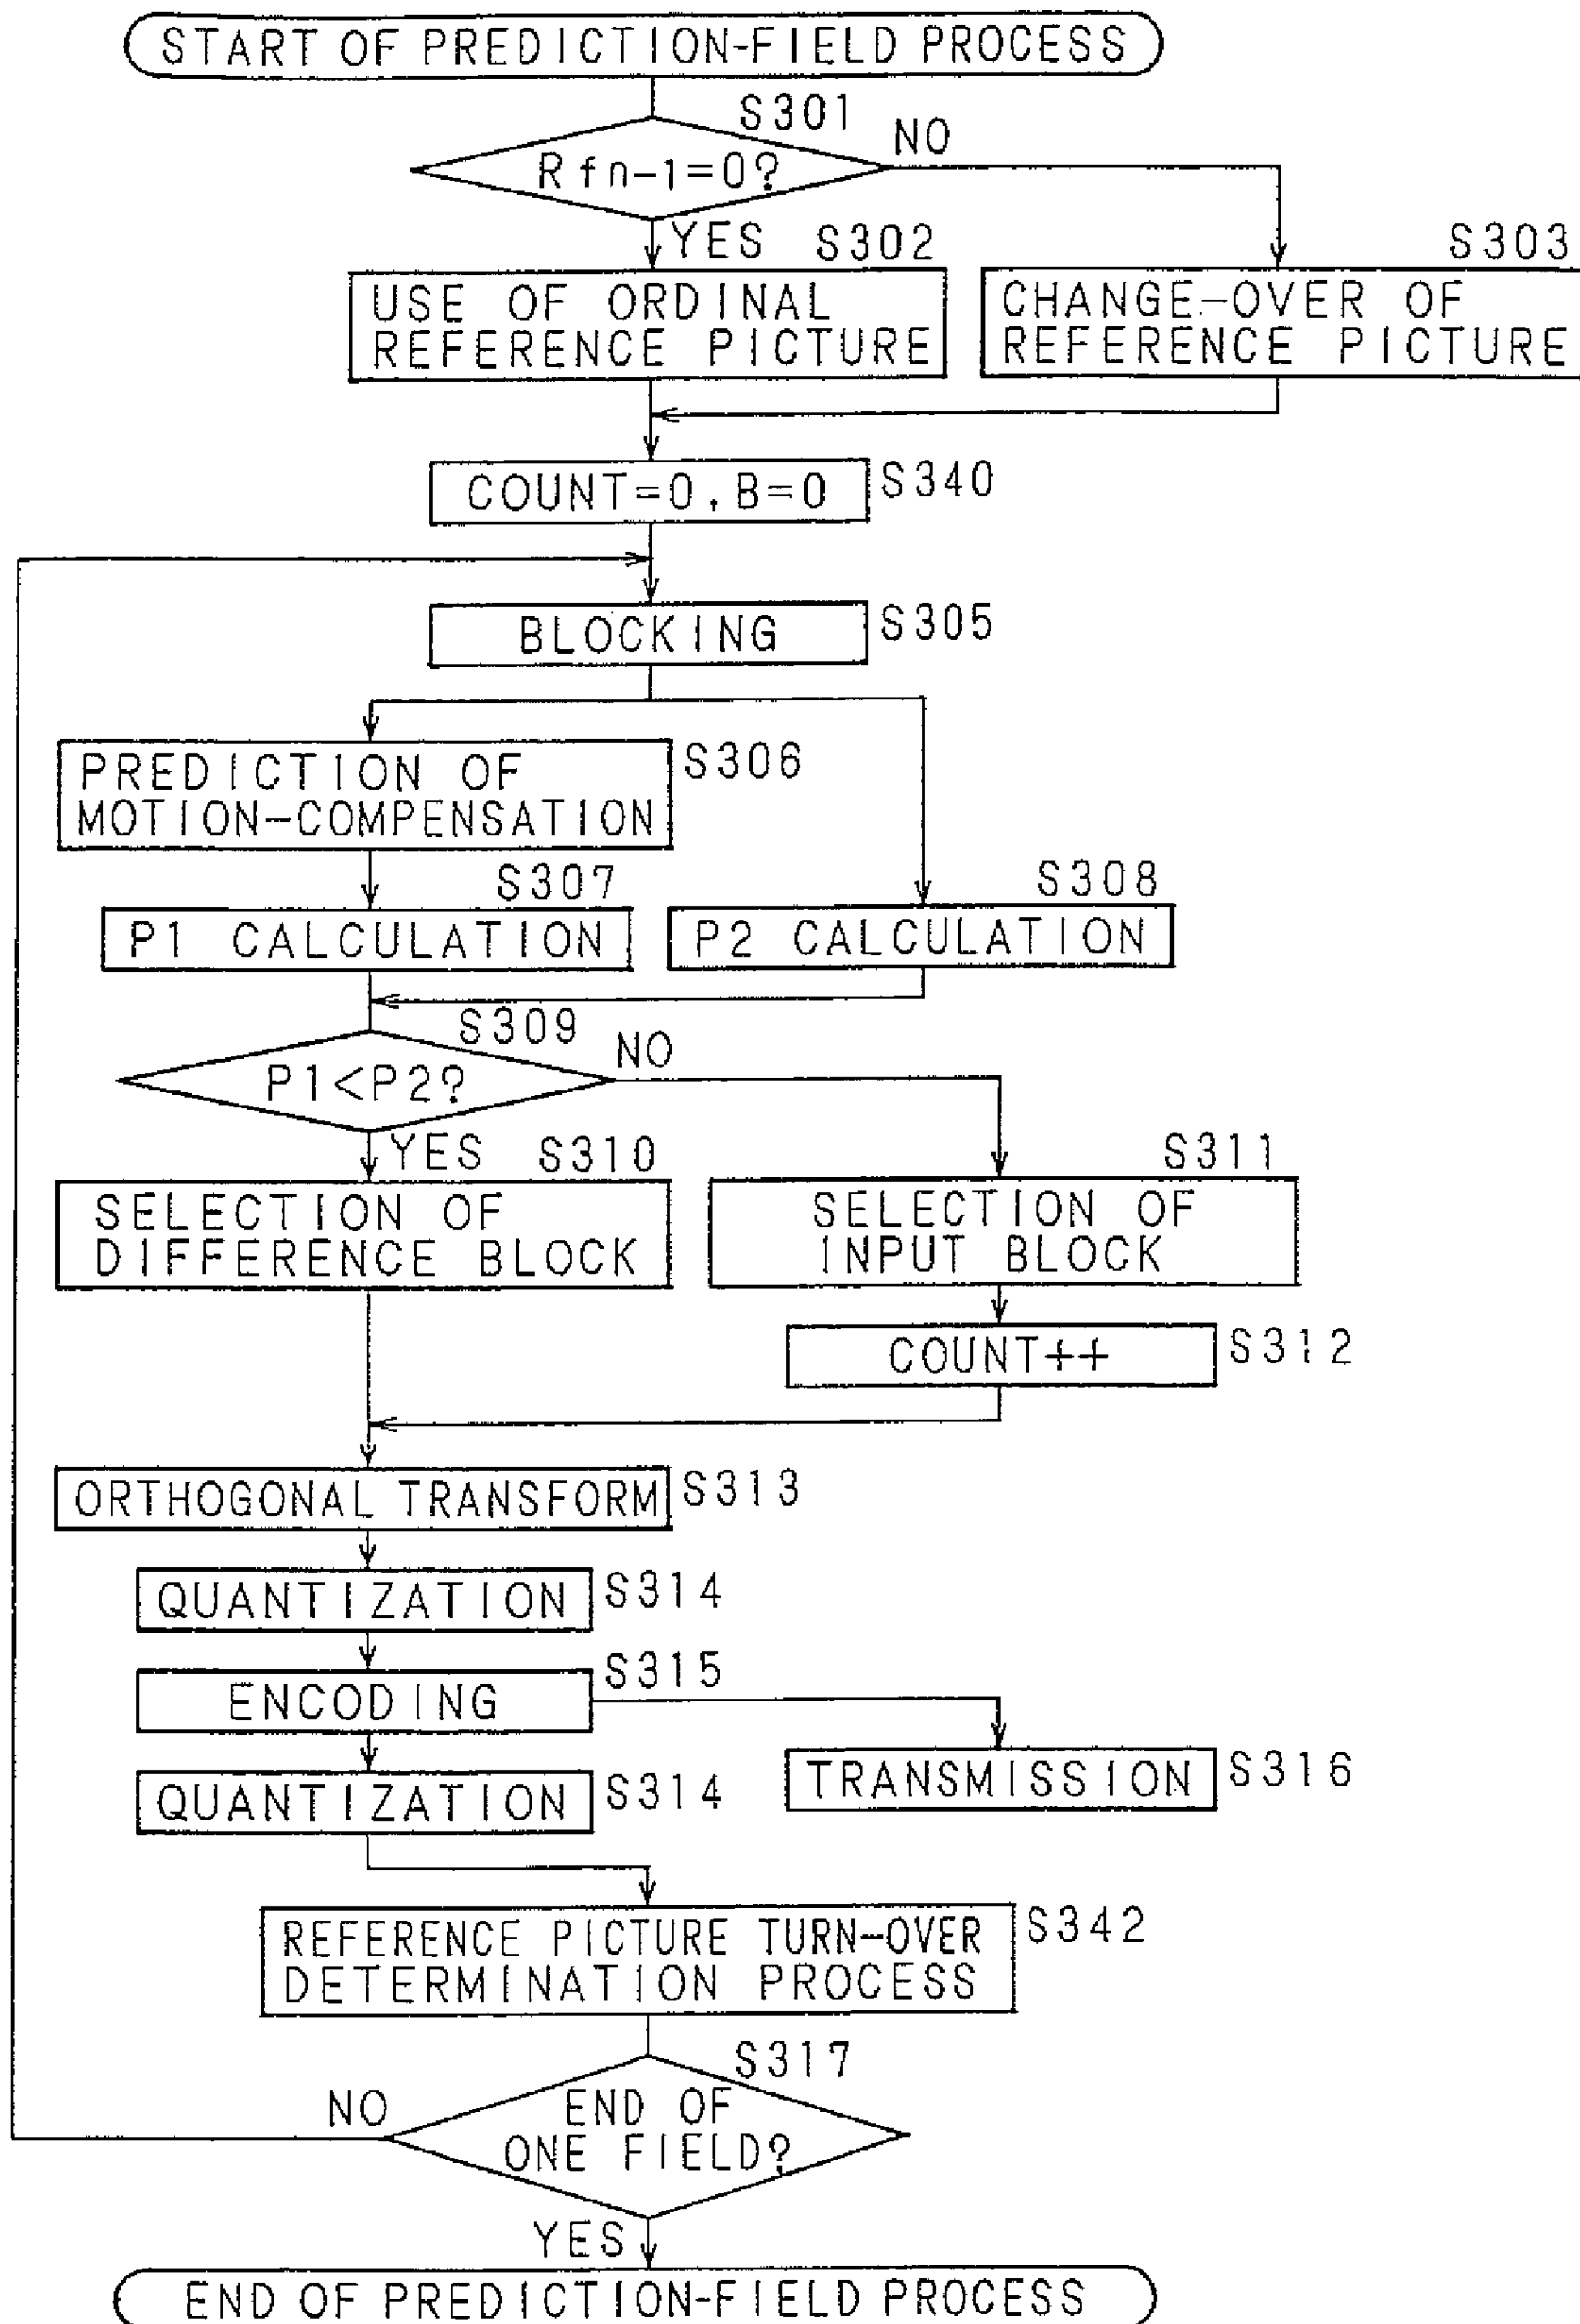 START OF PREDICTION-FIELD PROCESS
S301
Rfn-1=0?
NO
YES
S302
S303
USE OF ORDINAL
REFERENCE PICTURE
CHANGE-OVER OF
REFERENCE PICTURE
COUNT=0, B=0
S340
BLOCKING
S305
PREDICTION OF
MOTION-COMPENSATION
S306
S307
S308
P1 CALCULATION
P2 CALCULATION
S309
P1<P2?
NO
YES
S310
S311
SELECTION OF
DIFFERENCE BLOCK
SELECTION OF
INPUT BLOCK
COUNT++
S312
ORTHOGONAL TRANSFORM
S313
QUANTIZATION
S314
ENCODING
S315
TRANSMISSION
S316
QUANTIZATION
S314
REFERENCE PICTURE TURN-OVER
DETERMINATION PROCESS
S342
S317
NO
END OF
ONE FIELD?
YES
END OF PREDICTION-FIELD PROCESS